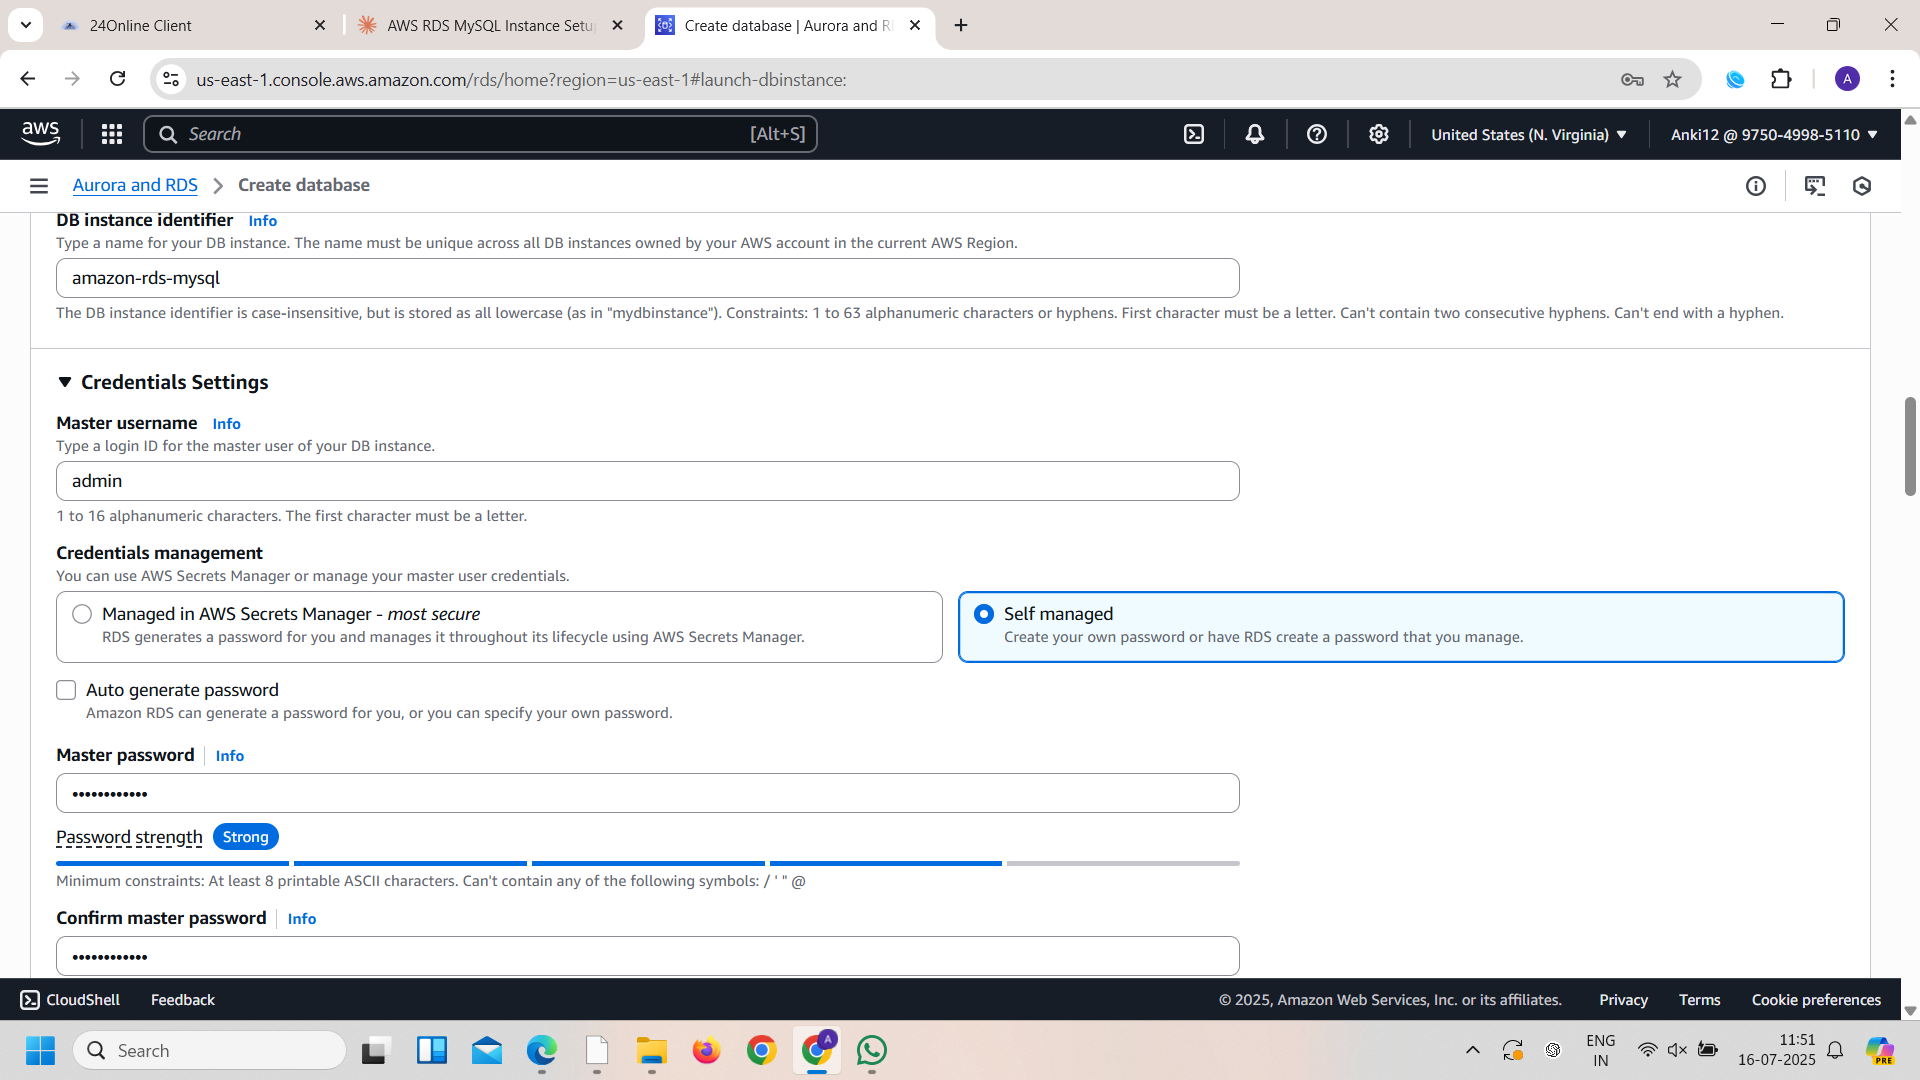 24Online Client
AWS RDS MySQL Instance Setu
Create database | Aurora and R
us-east-1.console.aws.amazon.com/rds/home?region=us-east-1#launch-dbinstance:
A
aws
Search
[Alt+S]
United States (N. Virginia)
Anki12 @ 9750-4998-5110
Aurora and RDS
Create database
DB instance identifier
Info
Type a name for your DB instance. The name must be unique across all DB instances owned by your AWS account in the current AWS Region.
amazon-rds-mysql
The DB instance identifier is case-insensitive, but is stored as all lowercase (as in "mydbinstance"). Constraints: 1 to 63 alphanumeric characters or hyphens. First character must be a letter. Can't contain two consecutive hyphens. Can't end with a hyphen.
Credentials Settings
Master username
Info
Type a login ID for the master user of your DB instance.
admin
1 to 16 alphanumeric characters. The first character must be a letter.
Credentials management
You can use AWS Secrets Manager or manage your master user credentials.
Managed in AWS Secrets Manager - most secure
RDS generates a password for you and manages it throughout its lifecycle using AWS Secrets Manager.
Self managed
Create your own password or have RDS create a password that you manage.
Auto generate password
Amazon RDS can generate a password for you, or you can specify your own password.
Master password
Info
••••••••••••
Password strength
Strong
Minimum constraints: At least 8 printable ASCII characters. Can't contain any of the following symbols: / ' " @
Confirm master password
Info
••••••••••••
CloudShell
Feedback
© 2025, Amazon Web Services, Inc. or its affiliates.
Privacy
Terms
Cookie preferences
Search
A
ENG
IN
11:51
16-07-2025
PRE